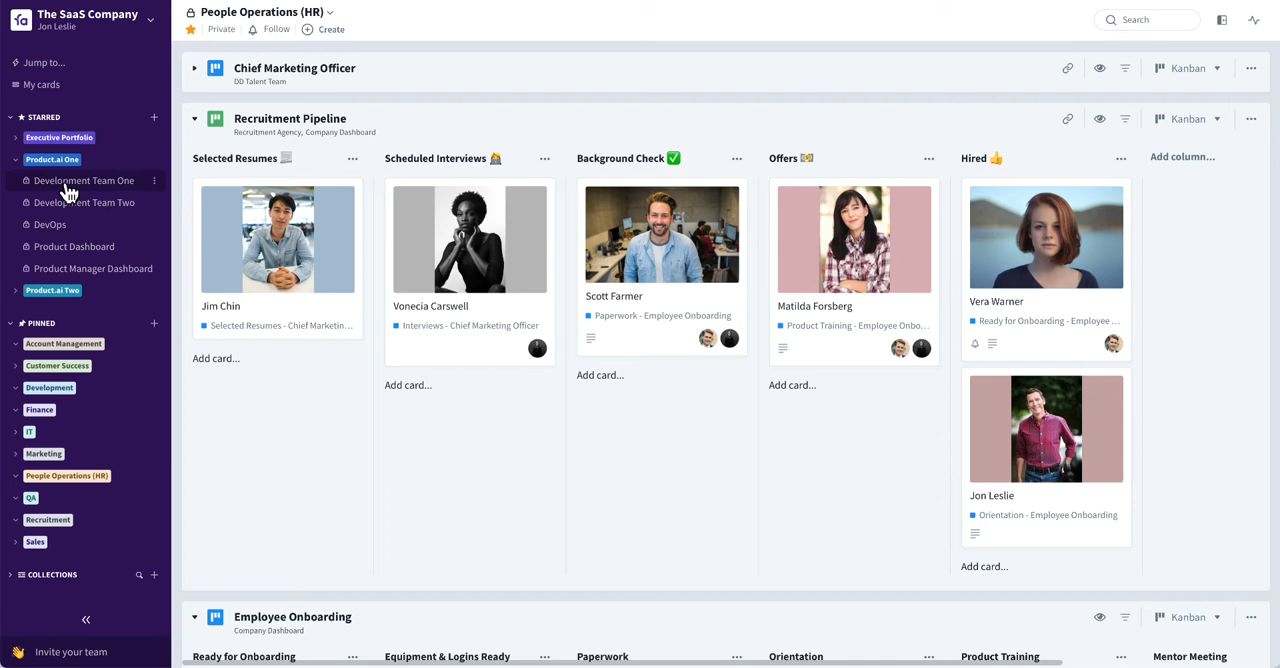 The SaaS Company
Jon Leslie
Jump to...
My cards
STARRED
Executive Portfolio
Product.ai One
Development Team One
Development Team Two
DevOps
Product Dashboard
Product Manager Dashboard
Product.ai Two
PINNED
Account Management
Customer Success
Development
Finance
IT
Marketing
People Operations (HR)
QA
Recruitment
Sales
COLLECTIONS
Invite your team
People Operations (HR)
Private
Follow
Create
Search
Chief Marketing Officer
DD Talent Team
Kanban
Recruitment Pipeline
Recruitment Agency, Company Dashboard
Kanban
Selected Resumes
Jim Chin
Selected Resumes - Chief Marketin...
Add card...
Scheduled Interviews
Vonecia Carswell
Interviews - Chief Marketing Officer
Add card...
Background Check
Scott Farmer
Paperwork - Employee Onboarding
Add card...
Offers
Matilda Forsberg
Product Training - Employee Onbo...
Add card...
Hired
Vera Warner
Ready for Onboarding - Employee ...
Jon Leslie
Orientation - Employee Onboarding
Add card...
Add column...
Employee Onboarding
Company Dashboard
Kanban
Ready for Onboarding
Equipment & Logins Ready
Paperwork
Orientation
Product Training
Mentor Meeting